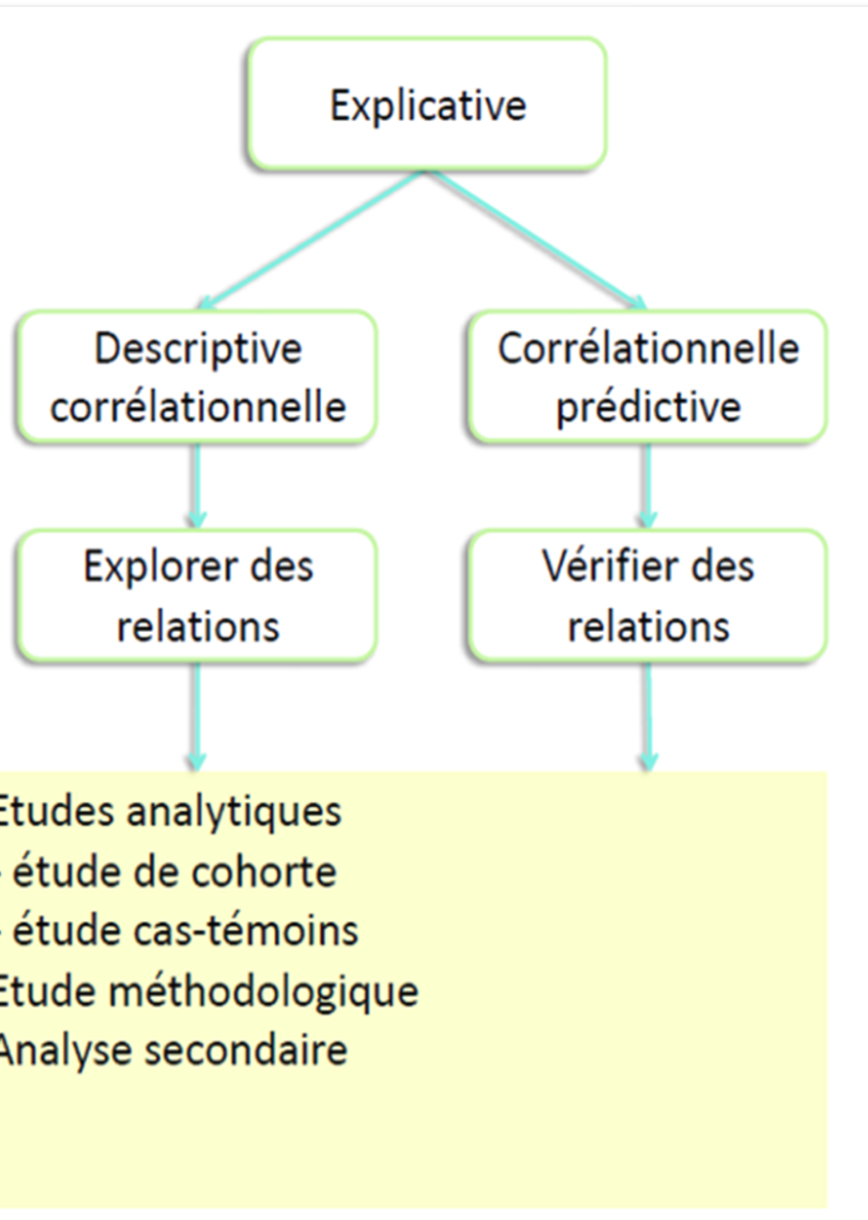 Explicative
Descriptive
corrélationnelle
Corrélationnelle
prédictive
Explorer des
relations
Vérifier des
relations
Etudes analytiques
- étude de cohorte
- étude cas-témoins
Etude méthodologique
Analyse secondaire